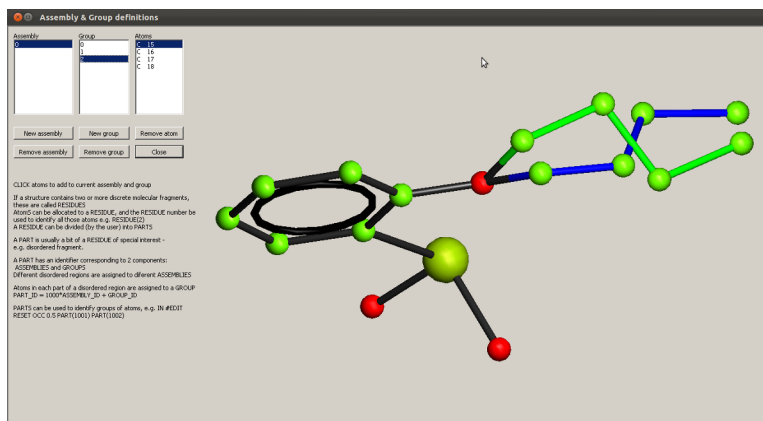 Assembly & Group definitions
Assembly Group Atoms
0 0 C 15
1 C 16
2 C 17
C 18
New assembly New group Remove atom
Remove assembly Remove group Close
CLICK atoms to add to current assembly and group
If a structure contains two or more discrete molecular fragments,
these are called RESIDUES
AtomS can be allocated to a RESIDUE, and the RESIDUE number be
used to identify all those atoms e.g. RESIDUE(2)
A RESIDUE can be divided (by the user) into PARTS
A PART is usually a bit of a RESIDUE of special interest -
e.g. disordered fragment.
A PART has an identifier corresponding to 2 components:
ASSEMBLIES and GROUPS
Different disordered regions are assigned to diferent ASSEMBLIES
Atoms in each part of a disordered region are assigned to a GROUP
PART_ID = 1000*ASSEMBLY_ID + GROUP_ID
PARTS can be used to identify groups of atoms, e.g. IN #EDIT
RESET OCC 0.5 PART(1001) PART(1002)